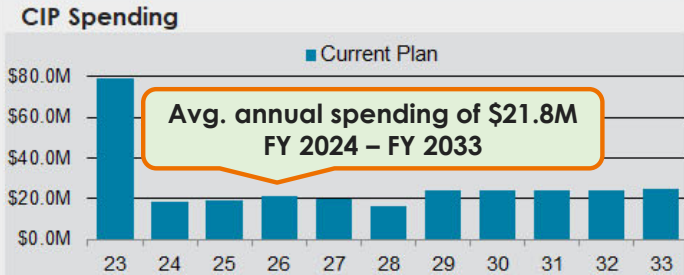 CIP Spending
Current Plan
$80.0M
$60.0M
$40.0M
$20.0M
$0.0M
Avg. annual spending of $21.8M
FY 2024 – FY 2033
23 24 25 26 27 28 29 30 31 32 33